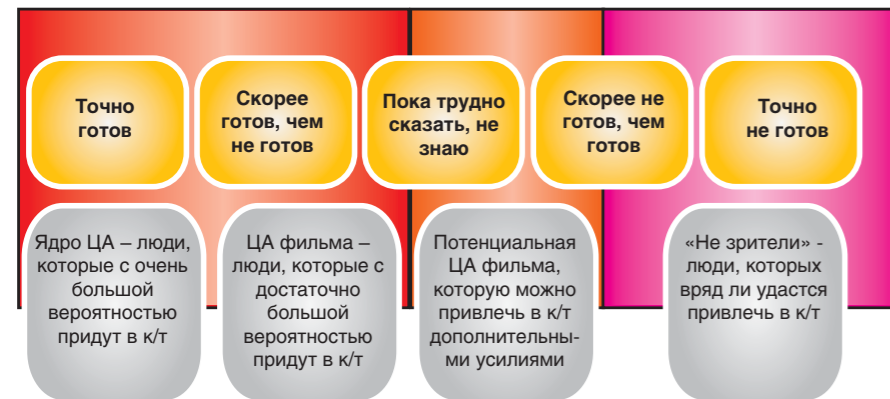 Точно
готов
Скорее
готов, чем
не готов
Пока трудно
сказать, не
знаю
Скорее не
готов, чем
готов
Точно
не готов
Ядро ЦА – люди,
которые с очень
большой
вероятностью
придут в к/т
ЦА фильма –
люди, которые с
достаточно
большой
вероятностью
придут в к/т
Потенциальная
ЦА фильма,
которую можно
привлечь в к/т
дополнительны-
ми усилиями
«Не зрители» -
люди, которых
вряд ли удастся
привлечь в к/т